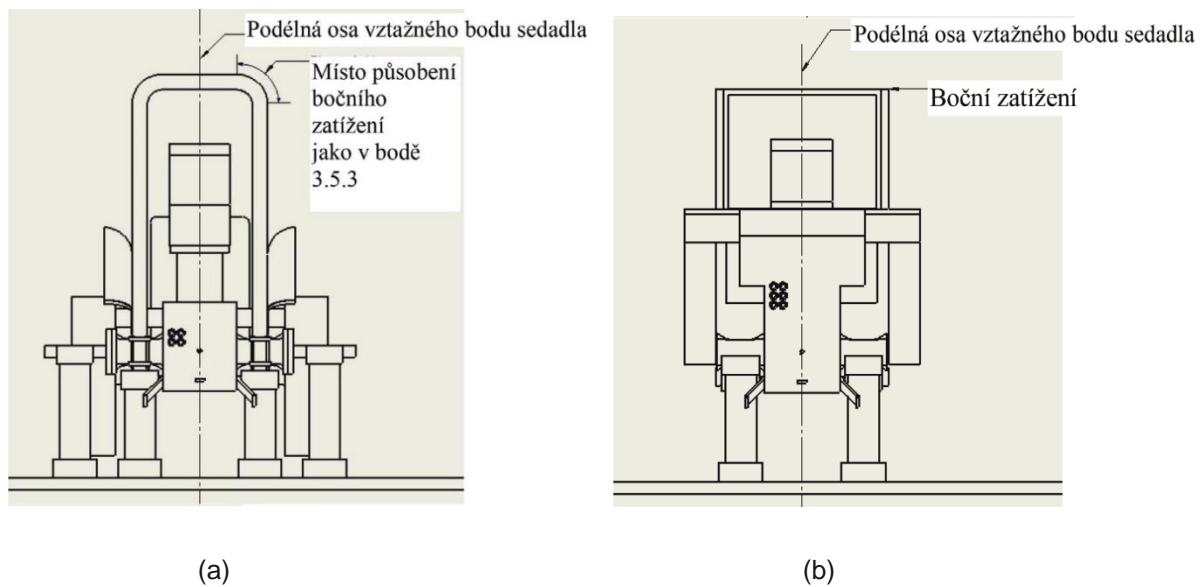 Podélná osa vztažného bodu sedadla
Místo působení
bočního
zatížení
jako v bodě
3.5.3
(a)
Podélná osa vztažného bodu sedadla
Boční zatížení
(b)